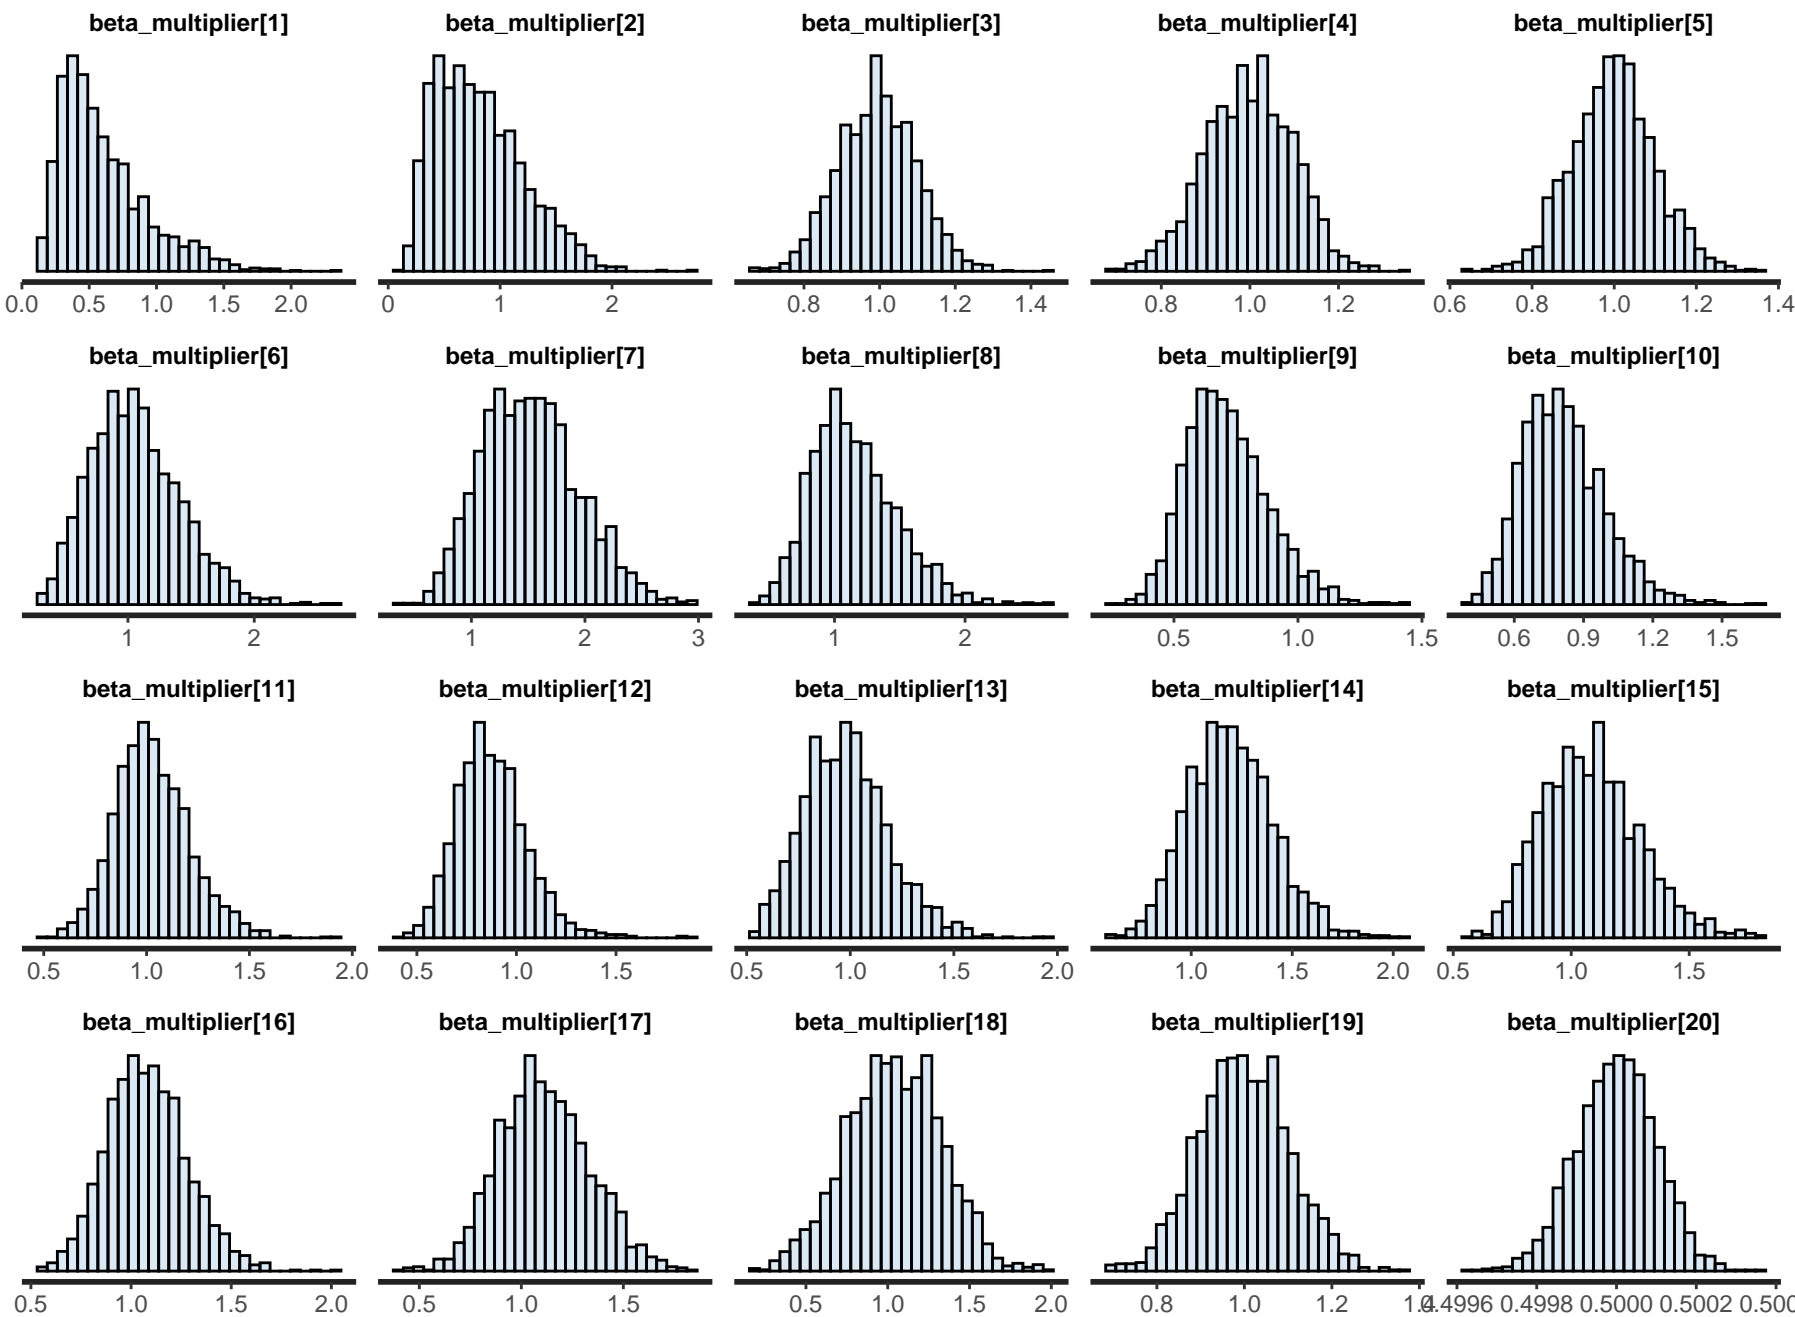 beta_multiplier[1] beta_multiplier[2] beta_multiplier[3] beta_multiplier[4] beta_multiplier[5]
0.0 0.5 1.0 1.5 2.0 0 1 2 0.8 1.0 1.2 1.4 0.8 1.0 1.2 0.6 0.8 1.0 1.2 1.4
beta_multiplier[6] beta_multiplier[7] beta_multiplier[8] beta_multiplier[9] beta_multiplier[10]
1 2 1 2 3 1 2 0.5 1.0 1.5 0.6 0.9 1.2 1.5
beta_multiplier[11] beta_multiplier[12] beta_multiplier[13] beta_multiplier[14] beta_multiplier[15]
0.5 1.0 1.5 2.0 0.5 1.0 1.5 0.5 1.0 1.5 2.0 1.0 1.5 2.0 0.5 1.0 1.5
beta_multiplier[16] beta_multiplier[17] beta_multiplier[18] beta_multiplier[19] beta_multiplier[20]
0.5 1.0 1.5 2.0 0.5 1.0 1.5 0.5 1.0 1.5 2.0 0.8 1.0 1.2 0.4996 0.4998 0.5000 0.5002